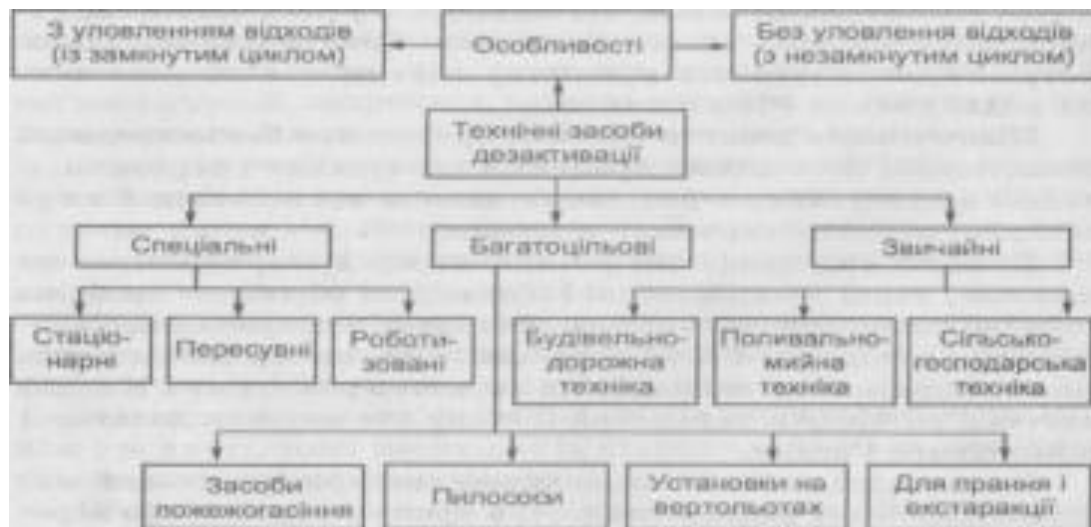 З уловленням відходів
(із замкнутим циклом)
Особливості
Без уловлення відходів
(з незамкнутим циклом)
Технічні засоби
дезактивації
Спеціальні
Багатоцільові
Звичайні
Стаціо-
нарні
Пересувні
Роботи-
зовані
Будівельно-
дорожна
техніка
Поливально-
мийна
техніка
Сільсько-
господарська
техніка
Засоби
пожежогасіння
Пилососи
Установки на
вертольотах
Для прання і
екстаракції